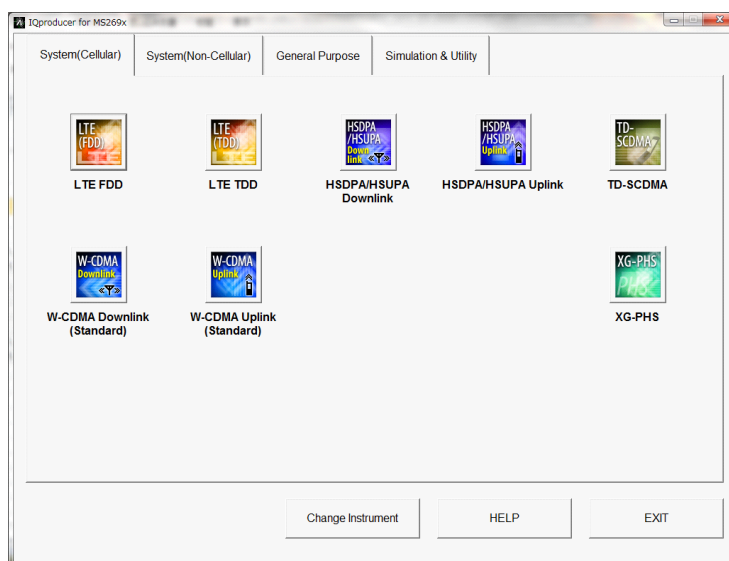 IQproducer for MS269x
System(Cellular)
System(Non-Cellular)
General Purpose
Simulation & Utility
LTE
(FDD)
LTE
(TDD)
HSDPA
/HSUPA
Down
link
HSDPA
/HSUPA
Uplink
TD-
SCDMA
LTE FDD
LTE TDD
HSDPA/HSUPA
Downlink
HSDPA/HSUPA Uplink
TD-SCDMA
W-CDMA
Downlink
W-CDMA
Uplink
XG-PHS
PHS
W-CDMA Downlink
(Standard)
W-CDMA Uplink
(Standard)
XG-PHS
Change Instrument
HELP
EXIT